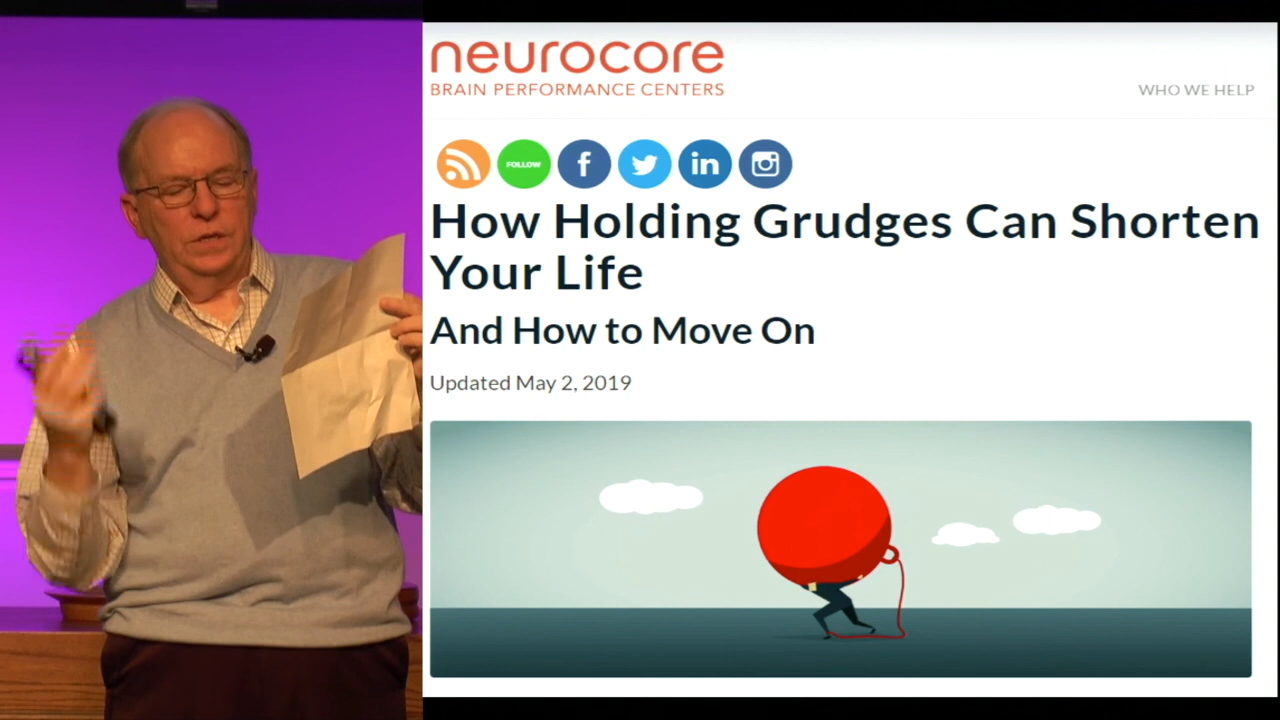 neurocore
BRAIN PERFORMANCE CENTERS
WHO WE HELP
FOLLOW
f
in
How Holding Grudges Can Shorten
Your Life
And How to Move On
Updated May 2, 2019